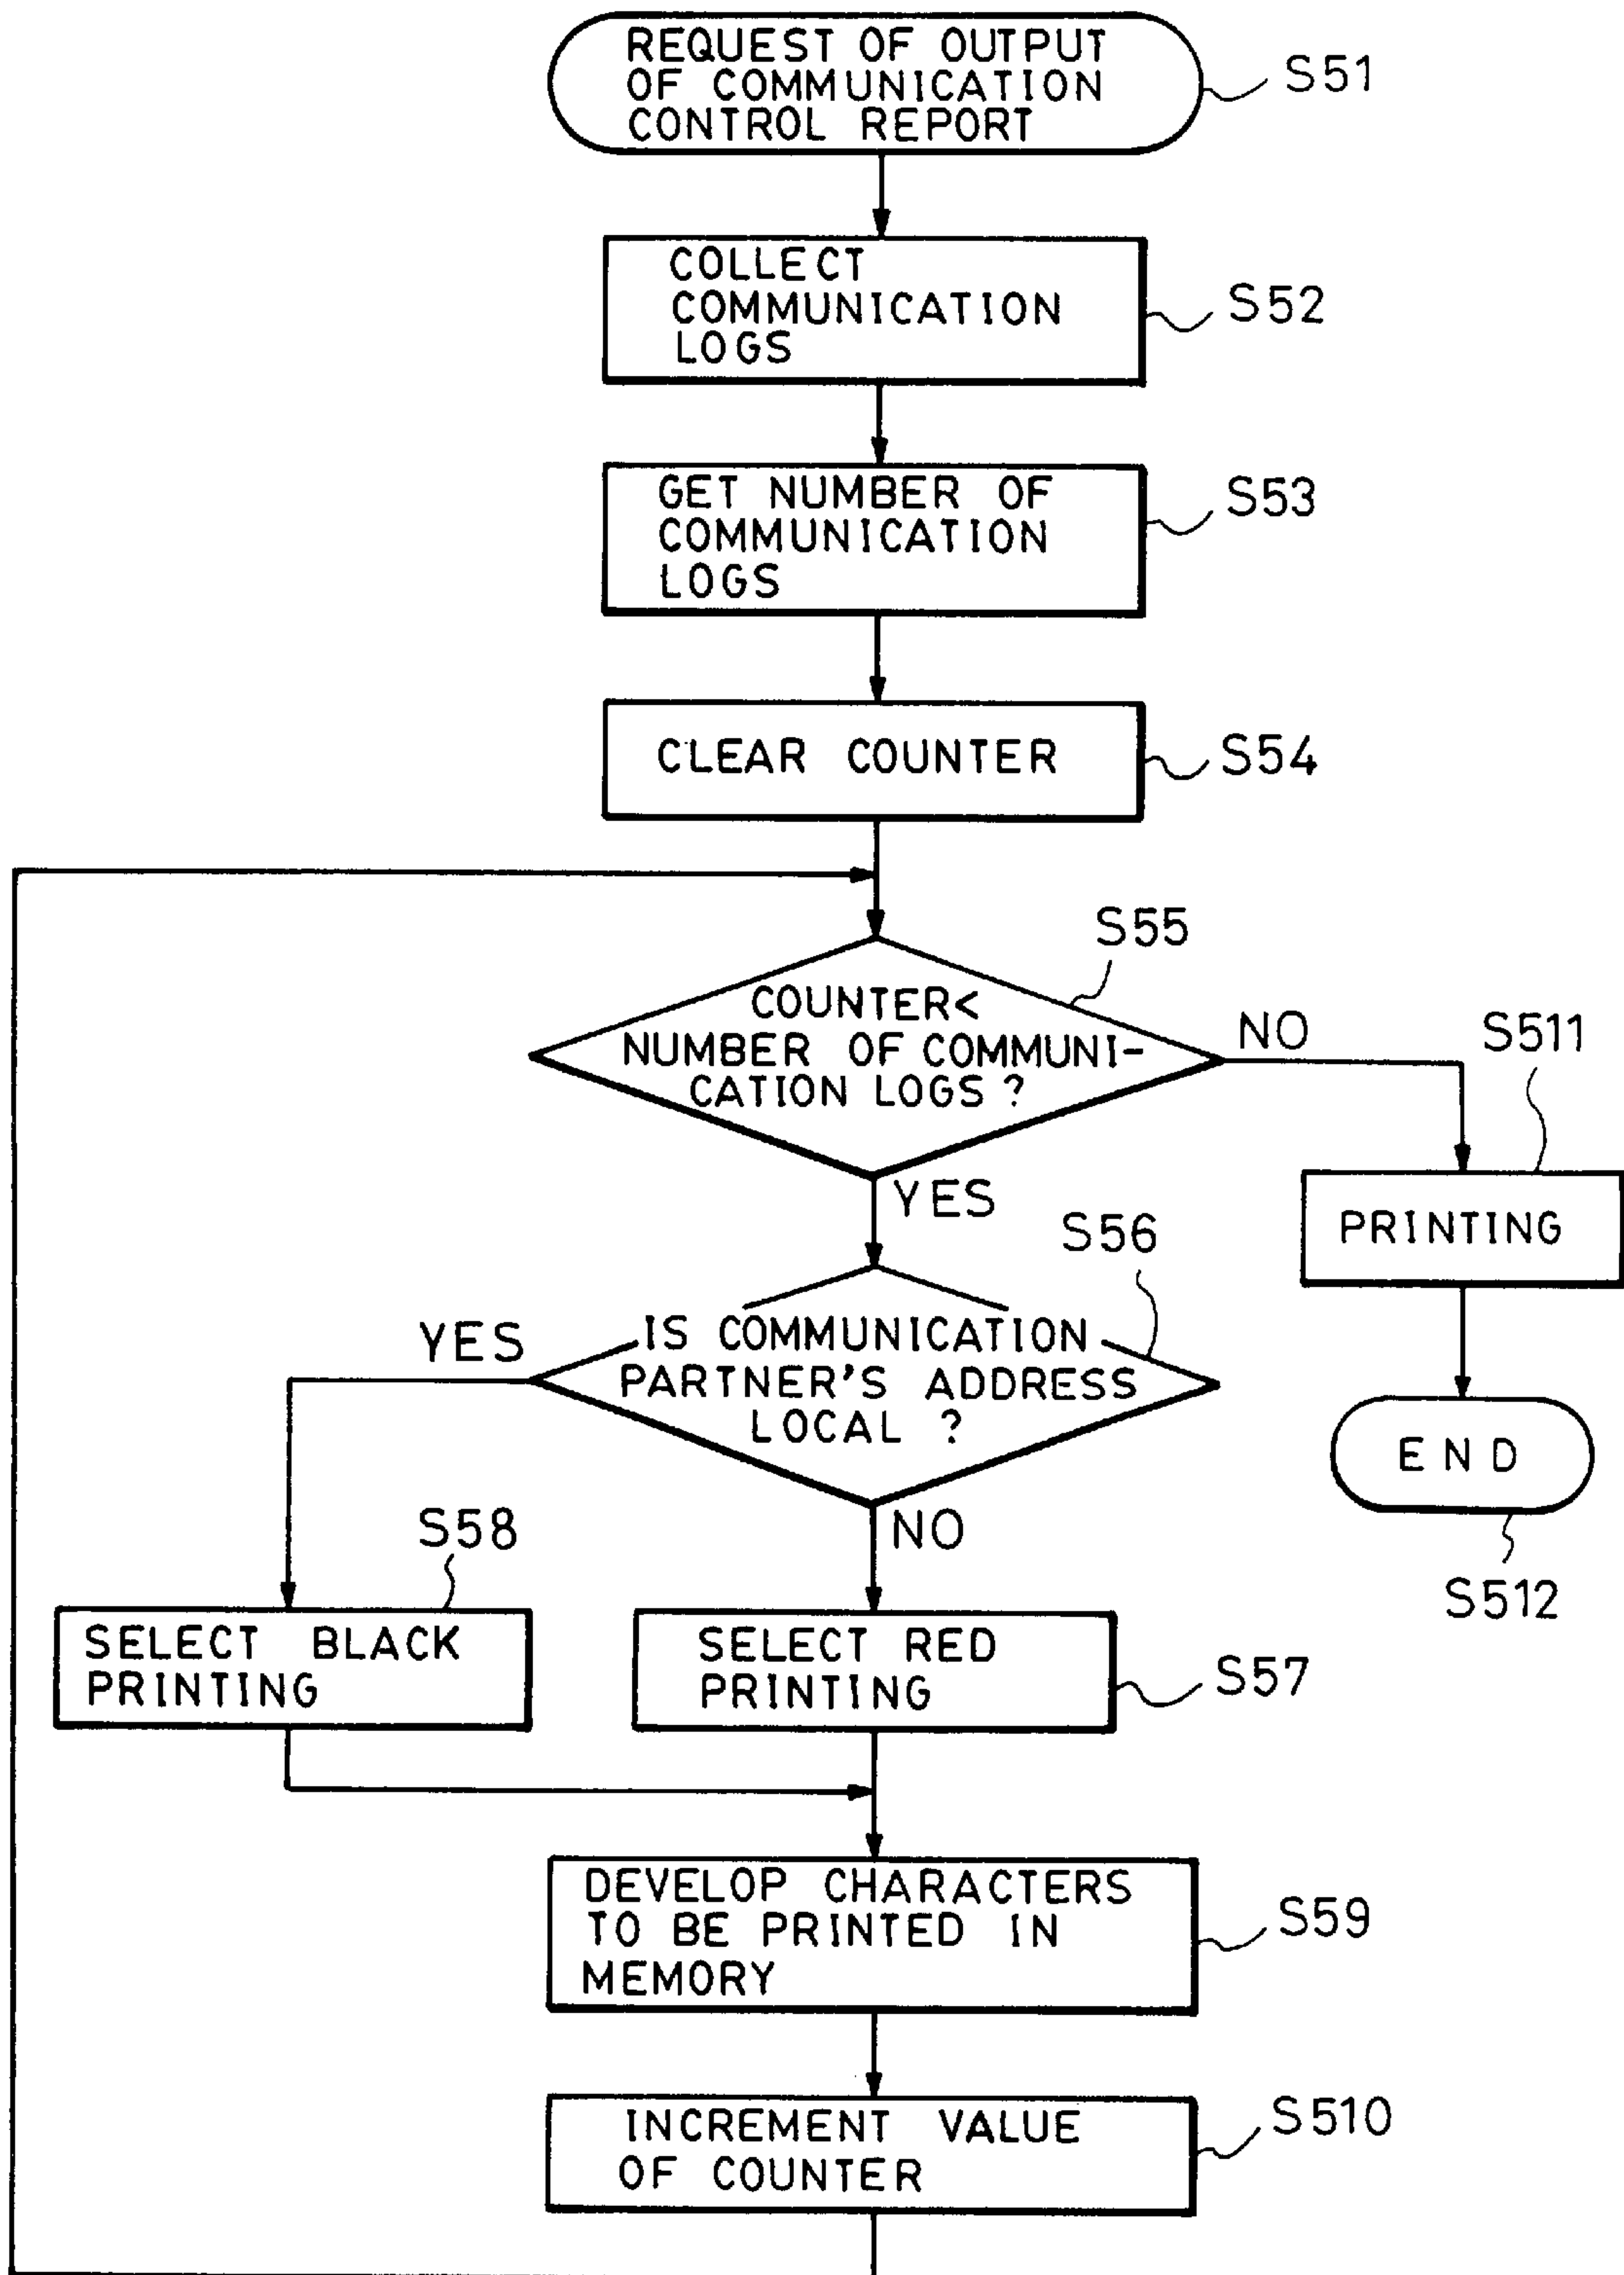 REQUEST OF OUTPUT
OF COMMUNICATION
CONTROL REPORT
S51
COLLECT
COMMUNICATION
LOGS
S52
GET NUMBER OF
COMMUNICATION
LOGS
S53
CLEAR COUNTER
S54
S55
COUNTER<
NUMBER OF COMMUNI-
CATION LOGS ?
NO
YES
S511
PRINTING
END
S512
S56
IS COMMUNICATION
PARTNER'S ADDRESS
LOCAL ?
YES
NO
S58
SELECT BLACK
PRINTING
SELECT RED
PRINTING
S57
DEVELOP CHARACTERS
TO BE PRINTED IN
MEMORY
S59
INCREMENT VALUE
OF COUNTER
S510